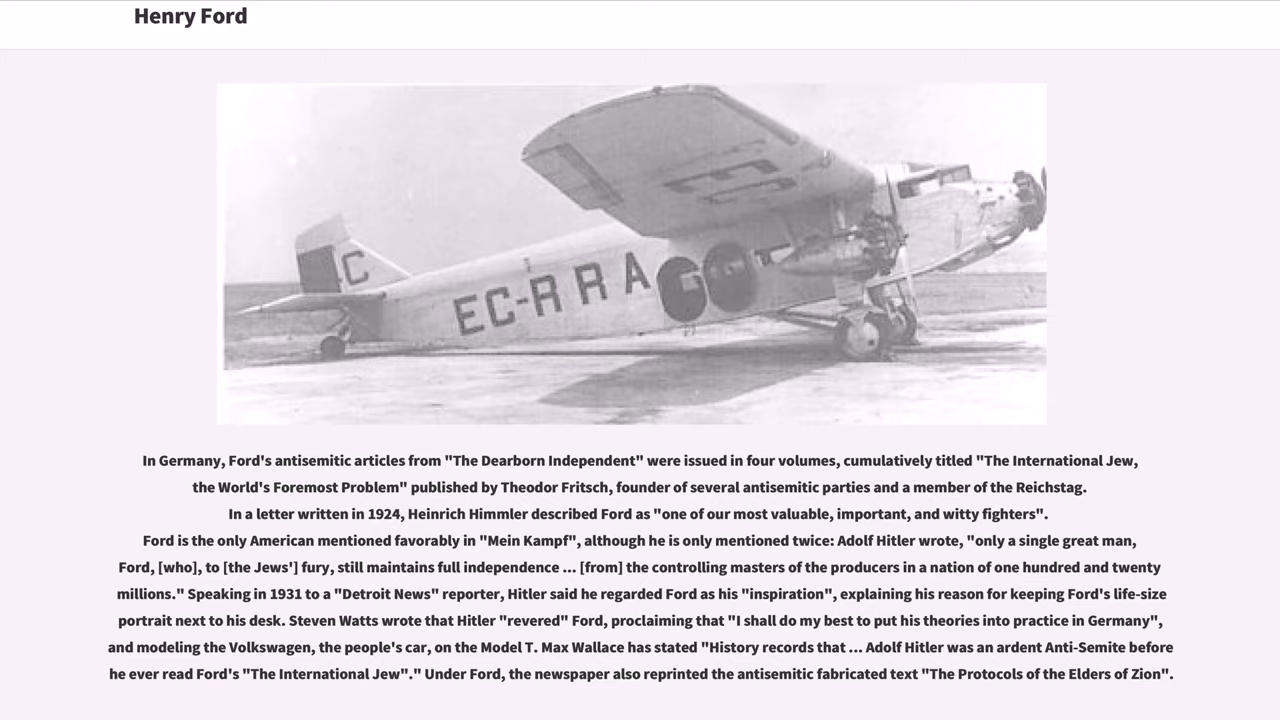 Henry Ford
C
EC
EC-RRA
In Germany, Ford's antisemitic articles from "The Dearborn Independent" were issued in four volumes, cumulatively titled "The International Jew,
the World's Foremost Problem" published by Theodor Fritsch, founder of several antisemitic parties and a member of the Reichstag.
In a letter written in 1924, Heinrich Himmler described Ford as "one of our most valuable, important, and witty fighters".
Ford is the only American mentioned favorably in "Mein Kampf", although he is only mentioned twice: Adolf Hitler wrote, "only a single great man,
Ford, [who], to [the Jews'] fury, still maintains full independence ... [from] the controlling masters of the producers in a nation of one hundred and twenty
millions." Speaking in 1931 to a "Detroit News" reporter, Hitler said he regarded Ford as his "inspiration", explaining his reason for keeping Ford's life-size
portrait next to his desk. Steven Watts wrote that Hitler "revered" Ford, proclaiming that "I shall do my best to put his theories into practice in Germany",
and modeling the Volkswagen, the people's car, on the Model T. Max Wallace has stated "History records that ... Adolf Hitler was an ardent Anti-Semite before
he ever read Ford's "The International Jew"." Under Ford, the newspaper also reprinted the antisemitic fabricated text "The Protocols of the Elders of Zion".